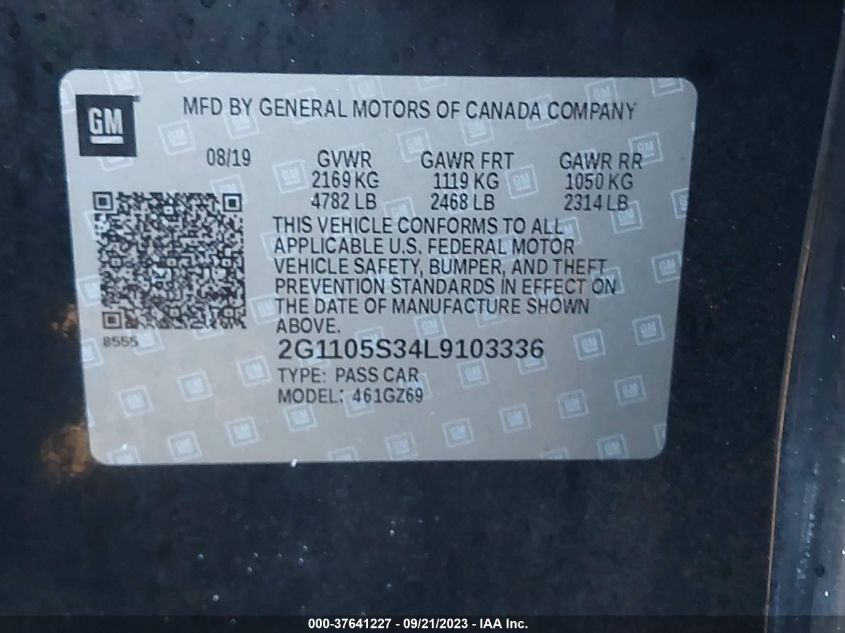 GM
MFD BY GENERAL MOTORS OF CANADA COMPANY
08/19 GVWR GAWR FRT GAWR RR
2169 KG 1119 KG 1050 KG
4782 LB 2468 LB 2314 LB
THIS VEHICLE CONFORMS TO ALL
APPLICABLE U.S. FEDERAL MOTOR
VEHICLE SAFETY, BUMPER, AND THEFT
PREVENTION STANDARDS IN EFFECT ON
THE DATE OF MANUFACTURE SHOWN
ABOVE.
8555
2G1105S34L9103336
TYPE: PASS CAR
MODEL: 461GZ69
000-37641227 - 09/21/2023 - IAA Inc.